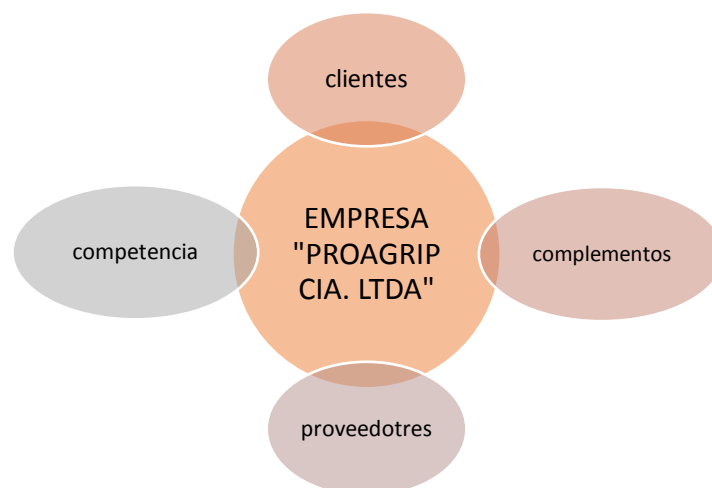 clientes
competencia
EMPRESA
"PROAGRIP
CIA. LTDA"
complementos
proveedotres